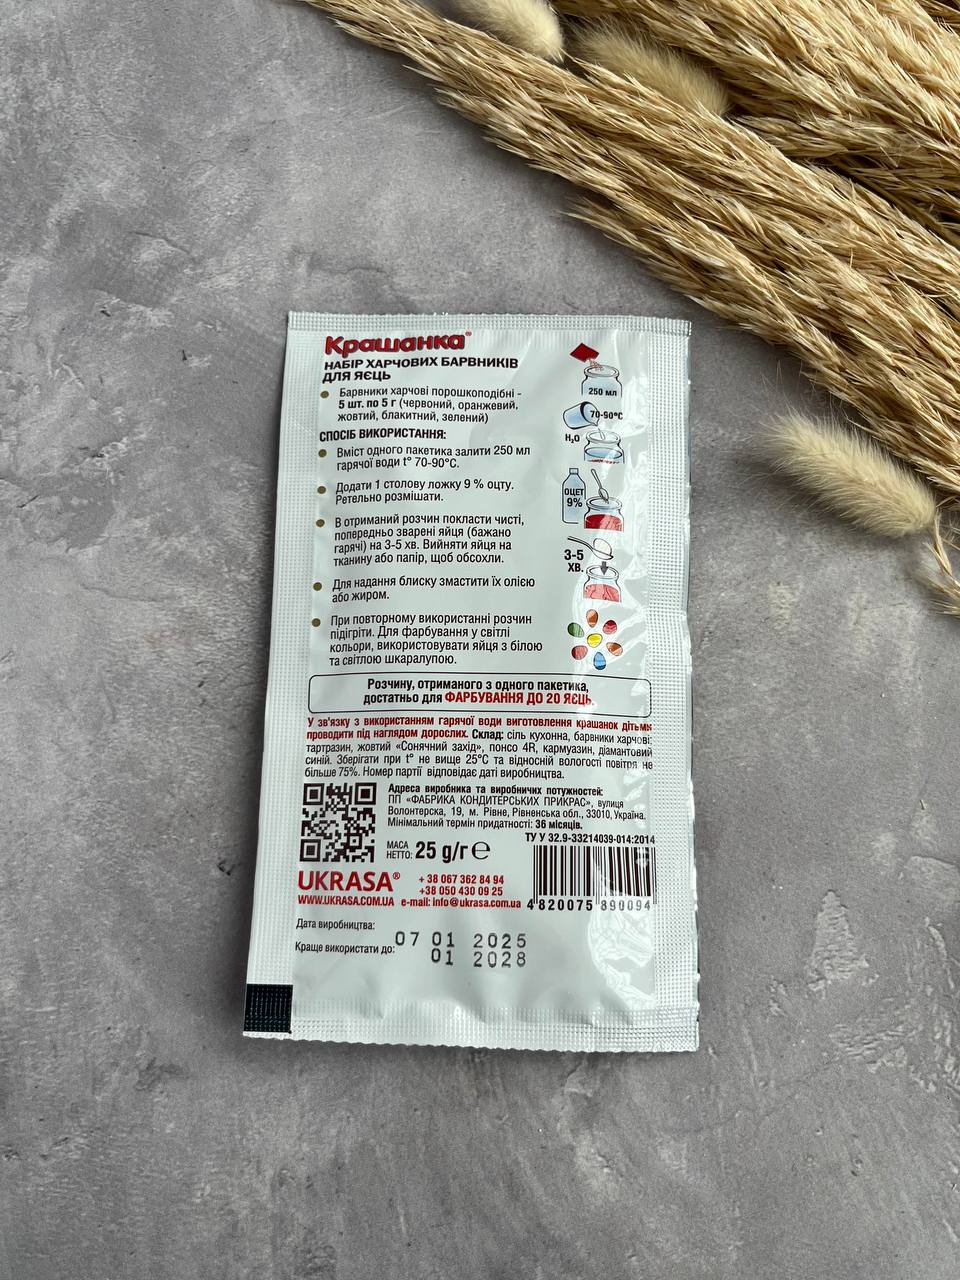 Крашанка®
НАБІР ХАРЧОВИХ БАРВНИКІВ
ДЛЯ ЯЄЦЬ
Барвники харчові порошкоподібні -
5 шт. по 5 г (червоний, оранжевий,
жовтий, блакитний, зелений)
СПОСІБ ВИКОРИСТАННЯ:
Вміст одного пакетика залити 250 мл
гарячої води t° 70-90°C.
Додати 1 столову ложку 9 % оцту.
Ретельно розмішати.
В отриманий розчин покласти чисті,
попередньо зварені яйця (бажано
гарячі) на 3-5 хв. Вийняти яйця на
тканину або папір, щоб обсохли.
Для надання блиску змастити їх олією
або жиром.
При повторному використанні розчин
підігріти. Для фарбування у світлі
кольори, використовувати яйця з білою
та світлою шкаралупою.
250 мл
70-90°C
H₂O
ОЦЕТ
9%
3-5
ХВ.
Розчину, отриманого з одного пакетика,
достатньо для ФАРБУВАННЯ ДО 20 ЯЄЦЬ.
У зв'язку з використанням гарячої води виготовлення крашанок дітьми
проводити під наглядом дорослих. Склад: сіль кухонна, барвники харчові:
тартразин, жовтий «Сонячний захід», понсо 4R, кармуазин, діамантовий
синій. Зберігати при t° не вище 25°C та відносній вологості повітря не
більше 75%. Номер партії відповідає даті виробництва.
Адреса виробника та виробничих потужностей:
ПП «ФАБРИКА КОНДИТЕРСЬКИХ ПРИКРАС», вулиця
Волонтерська, 19, м. Рівне, Рівненська обл., 33010, Україна.
Мінімальний термін придатності: 36 місяців.
ТУ У 32.9-33214039-014:2014
МАСА
НЕТТО: 25 g/г ℮
UKRASA®
WWW.UKRASA.COM.UA
+ 38 067 362 84 94
+38 050 430 09 25
e-mail: info@ukrasa.com.ua
4 820075 890094
Дата виробництва:
Краще використати до:
07 01 2025
01 2028